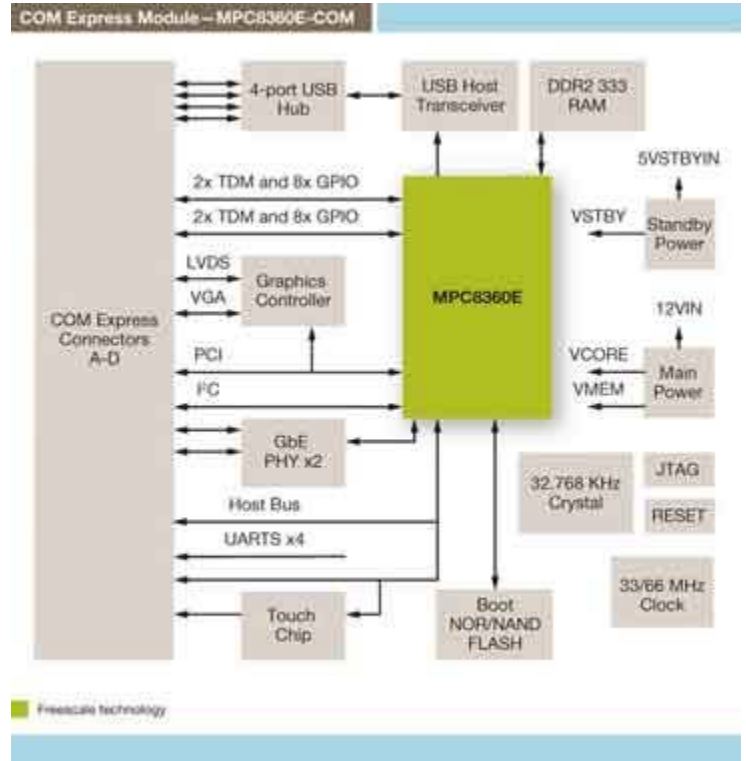 COM Express Module – MPC8360E-COM
4-port USB
Hub
USB Host
Transceiver
DDR2 333
RAM
5VSTBYIN
2x TDM and 8x GPIO
2x TDM and 8x GPIO
VSTBY
Standby
Power
LVDS
VGA
Graphics
Controller
MPC8360E
COM Express
Connectors
A-D
12VIN
PCI
I²C
VCORE
VMEM
Main
Power
GbE
PHY x2
32.768 KHz
Crystal
JTAG
RESET
Host Bus
UARTS x4
33/66 MHz
Clock
Touch
Chip
Boot
NOR/NAND
FLASH
Freescale technology